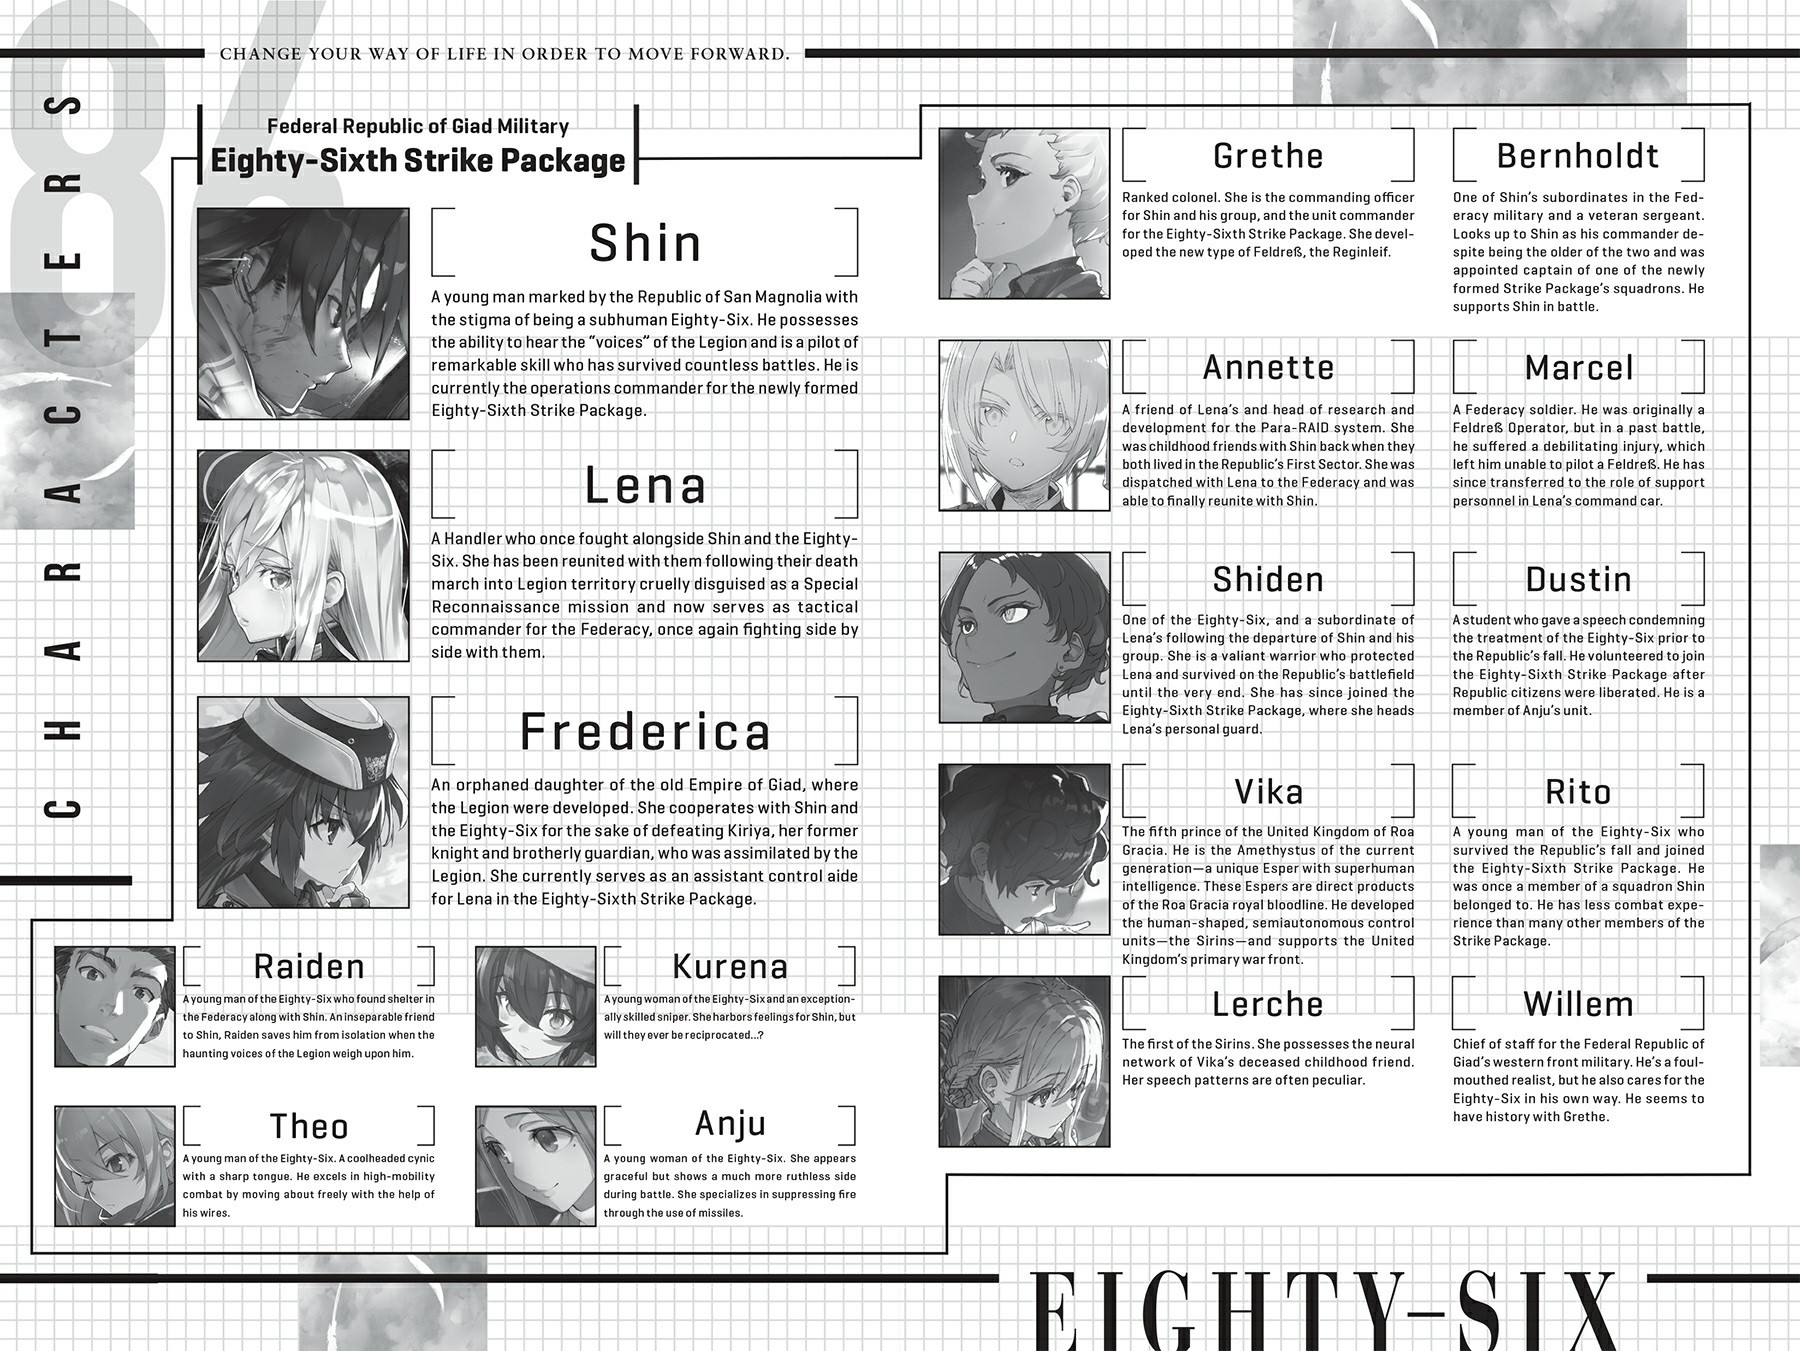 CHANGE YOUR WAY OF LIFE IN ORDER TO MOVE FORWARD.
86
CHARACTERS
Federal Republic of Giad Military
Eighty-Sixth Strike Package
Shin
A young man marked by the Republic of San Magnolia with
the stigma of being a subhuman Eighty-Six. He possesses
the ability to hear the “voices” of the Legion and is a pilot of
remarkable skill who has survived countless battles. He is
currently the operations commander for the newly formed
Eighty-Sixth Strike Package.
Lena
A Handler who once fought alongside Shin and the Eighty-
Six. She has been reunited with them following their death
march into Legion territory cruelly disguised as a Special
Reconnaissance mission and now serves as tactical
commander for the Federacy, once again fighting side by
side with them.
Frederica
An orphaned daughter of the old Empire of Giad, where
the Legion were developed. She cooperates with Shin and
the Eighty-Six for the sake of defeating Kiriya, her former
knight and brotherly guardian, who was assimilated by the
Legion. She currently serves as an assistant control aide
for Lena in the Eighty-Sixth Strike Package.
Raiden
A young man of the Eighty-Six who found shelter in
the Federacy along with Shin. An inseparable friend
to Shin, Raiden saves him from isolation when the
haunting voices of the Legion weigh upon him.
Kurena
A young woman of the Eighty-Six and an exception-
ally skilled sniper. She harbors feelings for Shin, but
will they ever be reciprocated...?
Theo
A young man of the Eighty-Six. A coolheaded cynic
with a sharp tongue. He excels in high-mobility
combat by moving about freely with the help of
his wires.
Anju
A young woman of the Eighty-Six. She appears
graceful but shows a much more ruthless side
during battle. She specializes in suppressing fire
through the use of missiles.
Grethe
Ranked colonel. She is the commanding officer
for Shin and his group, and the unit commander
for the Eighty-Sixth Strike Package. She devel-
oped the new type of Feldreß, the Reginleif.
Bernholdt
One of Shin’s subordinates in the Fed-
eracy military and a veteran sergeant.
Looks up to Shin as his commander de-
spite being the older of the two and was
appointed captain of one of the newly
formed Strike Package’s squadrons. He
supports Shin in battle.
Annette
A friend of Lena’s and head of research and
development for the Para-RAID system. She
was childhood friends with Shin back when they
both lived in the Republic’s First Sector. She was
dispatched with Lena to the Federacy and was
able to finally reunite with Shin.
Marcel
A Federacy soldier. He was originally a
Feldreß Operator, but in a past battle,
he suffered a debilitating injury, which
left him unable to pilot a Feldreß. He has
since transferred to the role of support
personnel in Lena’s command car.
Shiden
One of the Eighty-Six, and a subordinate of
Lena’s following the departure of Shin and his
group. She is a valiant warrior who protected
Lena and survived on the Republic’s battlefield
until the very end. She has since joined the
Eighty-Sixth Strike Package, where she heads
Lena’s personal guard.
Dustin
A student who gave a speech condemning
the treatment of the Eighty-Six prior to
the Republic’s fall. He volunteered to join
the Eighty-Sixth Strike Package after
Republic citizens were liberated. He is a
member of Anju’s unit.
Vika
The fifth prince of the United Kingdom of Roa
Gracia. He is the Amethystus of the current
generation—a unique Esper with superhuman
intelligence. These Espers are direct products
of the Roa Gracia royal bloodline. He developed
the human-shaped, semiautonomous control
units—the Sirins—and supports the United
Kingdom’s primary war front.
Rito
A young man of the Eighty-Six who
survived the Republic’s fall and joined
the Eighty-Sixth Strike Package. He
was once a member of a squadron Shin
belonged to. He has less combat expe-
rience than many other members of the
Strike Package.
Lerche
The first of the Sirins. She possesses the neural
network of Vika’s deceased childhood friend.
Her speech patterns are often peculiar.
Willem
Chief of staff for the Federal Republic of
Giad’s western front military. He’s a foul-
mouthed realist, but he also cares for the
Eighty-Six in his own way. He seems to
have history with Grethe.
EIGHTY-SIX